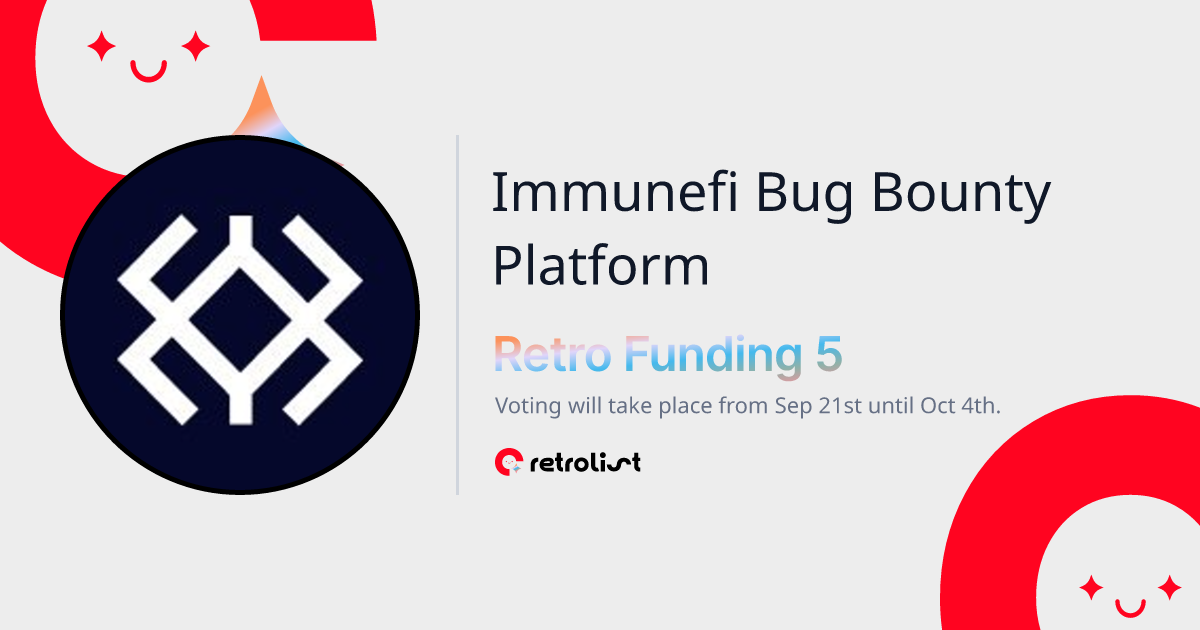 Immunefi Bug Bounty
Platform
Retro Funding 5
Voting will take place from Sep 21st until Oct 4th.
retrolist